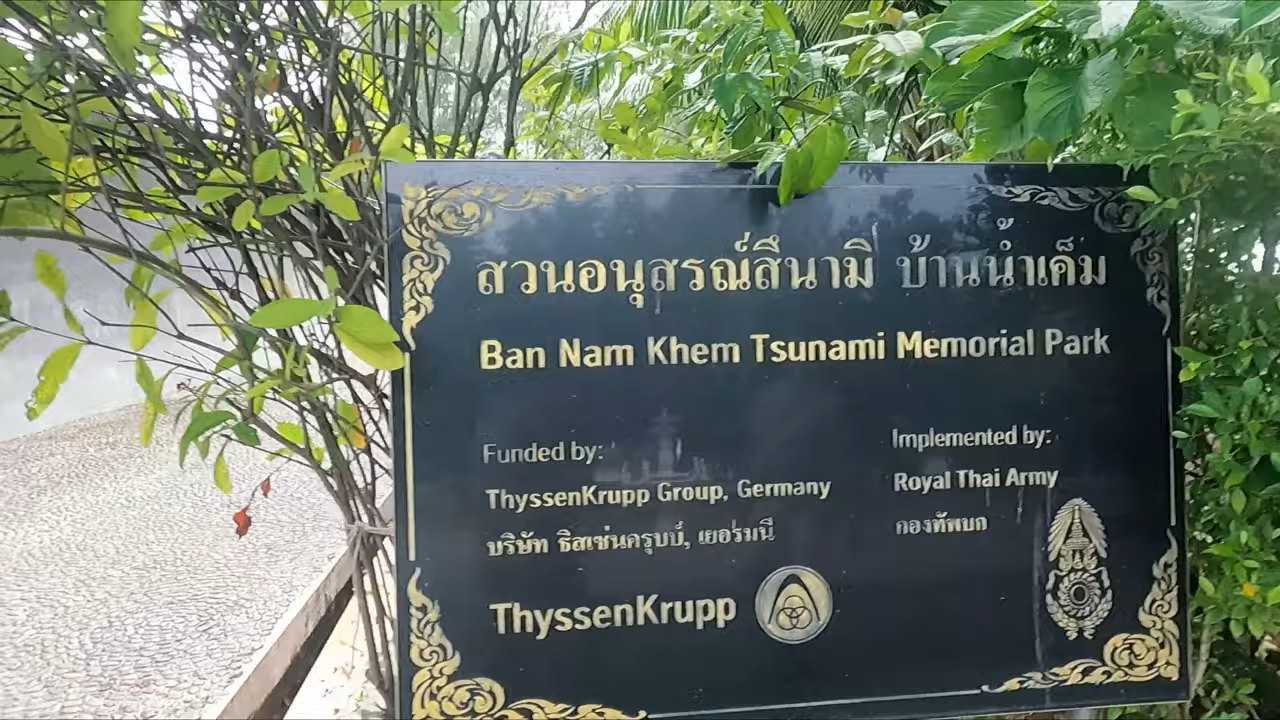 สวนอนุสรณ์สึนามิ บ้านน้ำเค็ม
Ban Nam Khem Tsunami Memorial Park
Funded by:
ThyssenKrupp Group, Germany
บริษัท ธิสเซ่นครุบบ์, เยอร์มนี
ThyssenKrupp
Implemented by:
Royal Thai Army
กองทัพบก